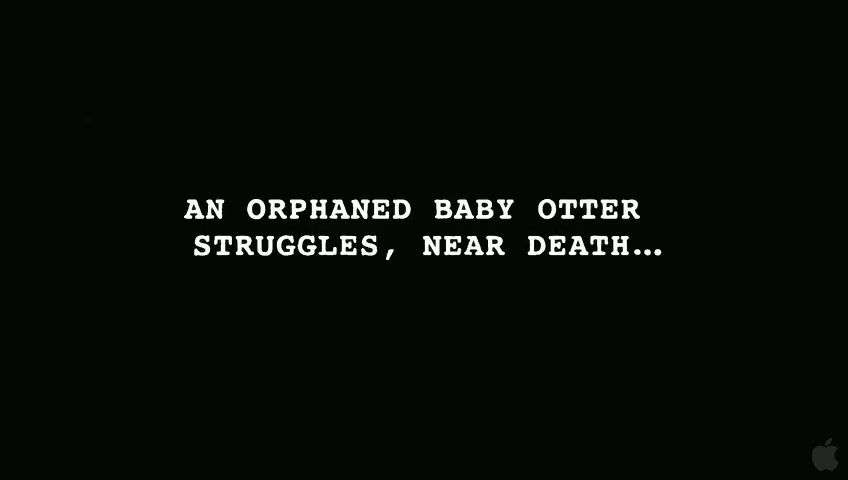 AN ORPHANED BABY OTTER
STRUGGLES, NEAR DEATH…